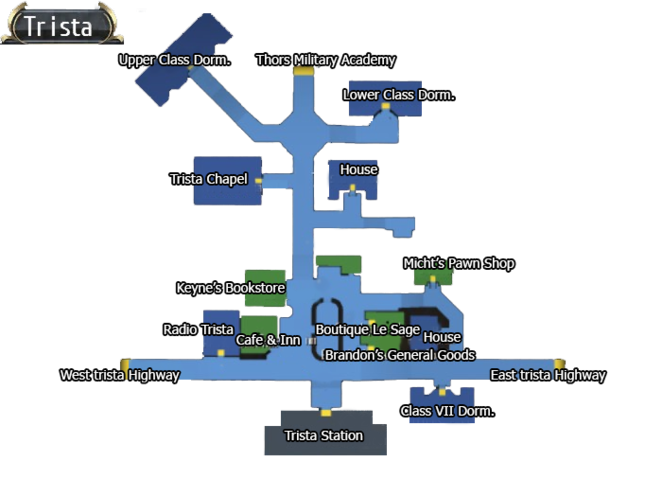 Trista
Upper Class Dorm.
Thors Military Academy
Lower Class Dorm.
Trista Chapel
House
Micht's Pawn Shop
Keyne's Bookstore
Radio Trista
Cafe & Inn
Boutique Le Sage
House
Brandon's General Goods
West trista Highway
East trista Highway
Class VII Dorm.
Trista Station